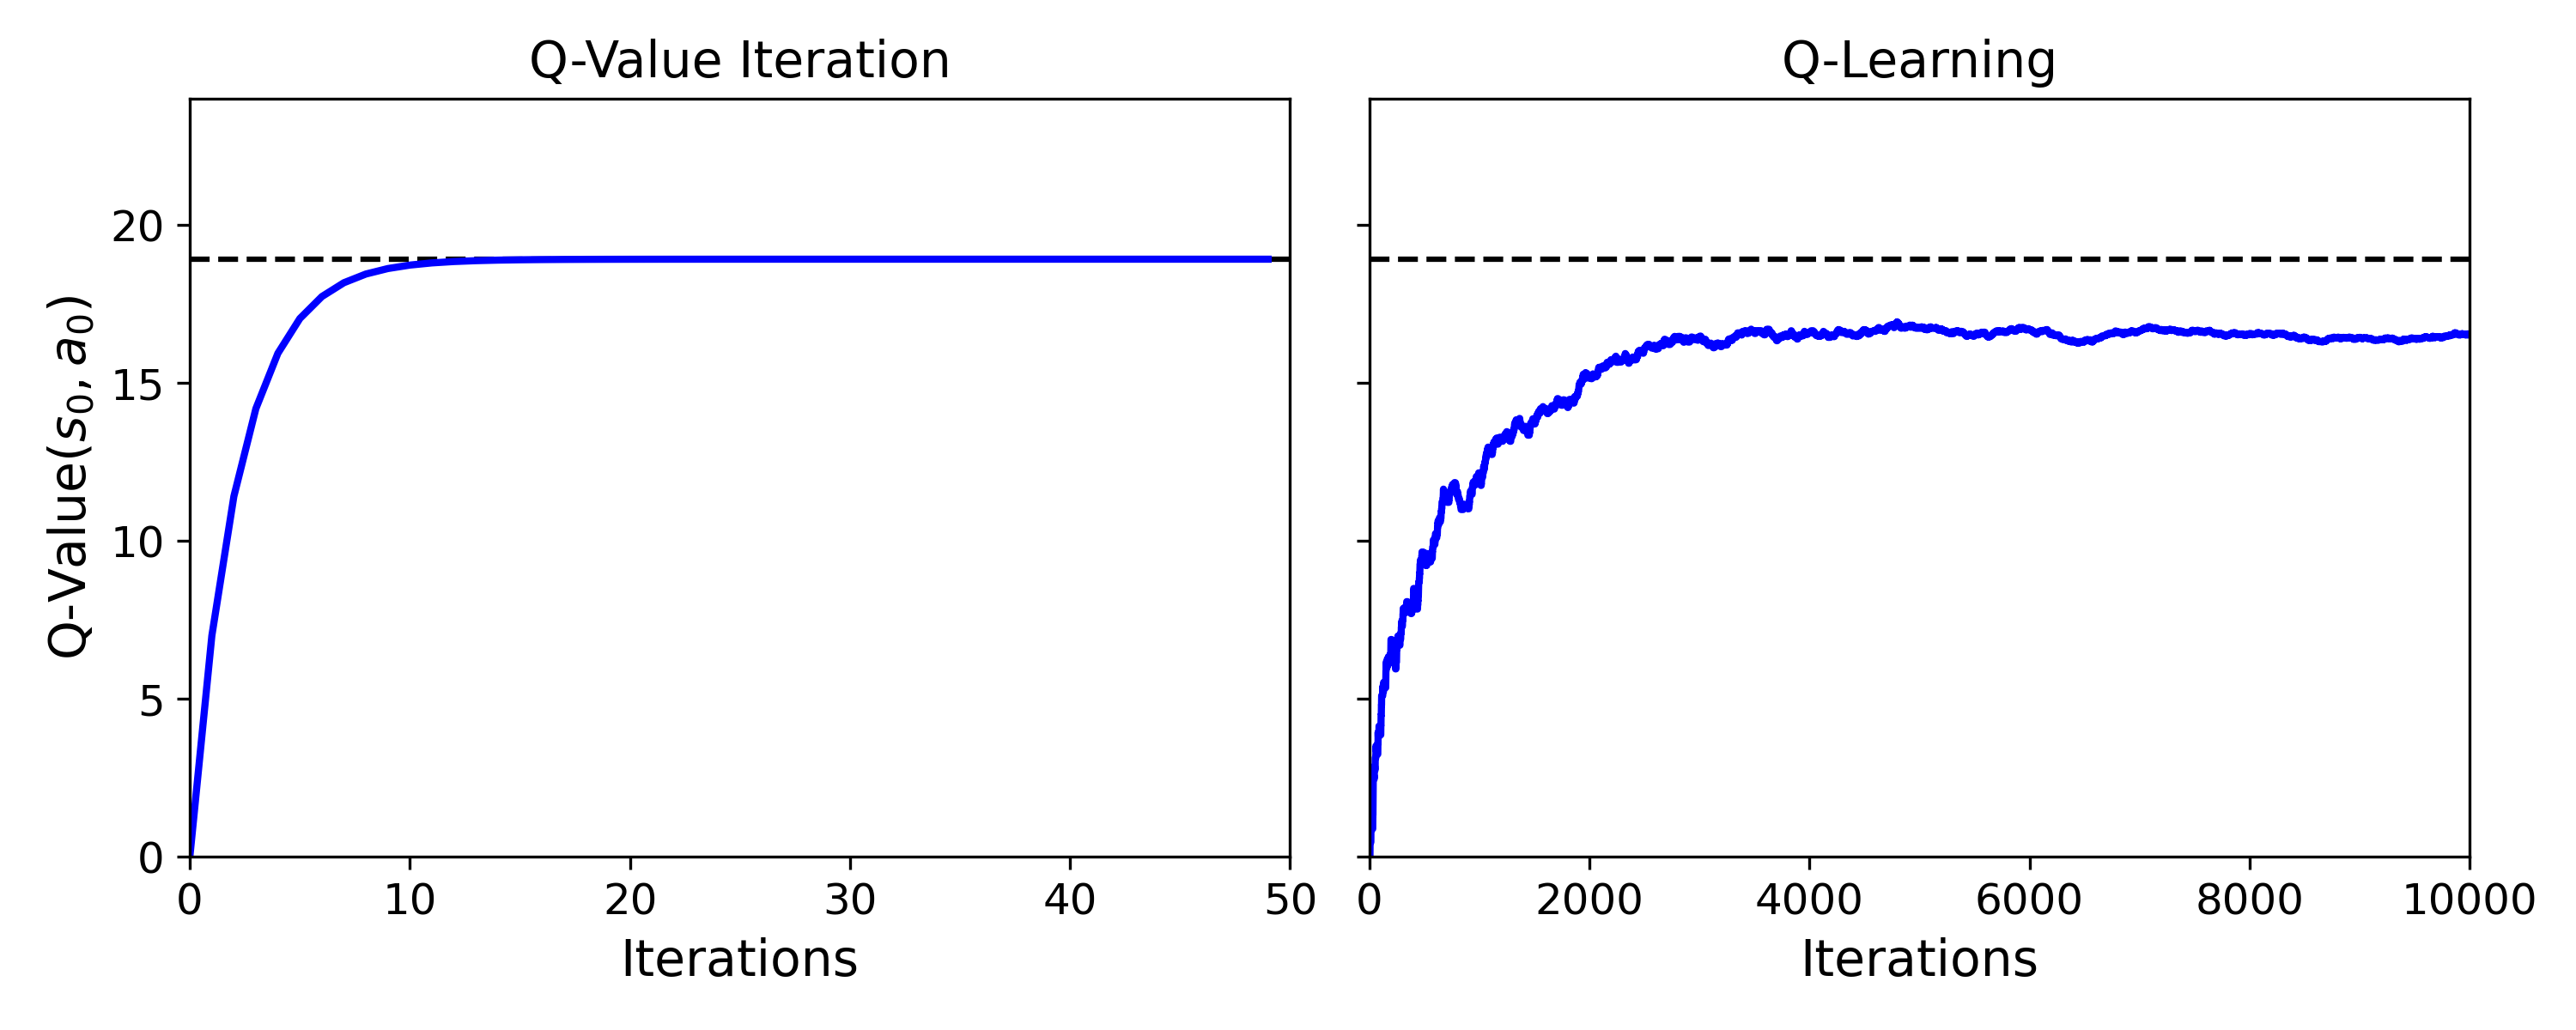 Q-Value Iteration
Q-Value(s₀, a₀)
20
15
10
5
0
0 10 20 30 40 50
Iterations
Q-Learning
0 2000 4000 6000 8000 10000
Iterations